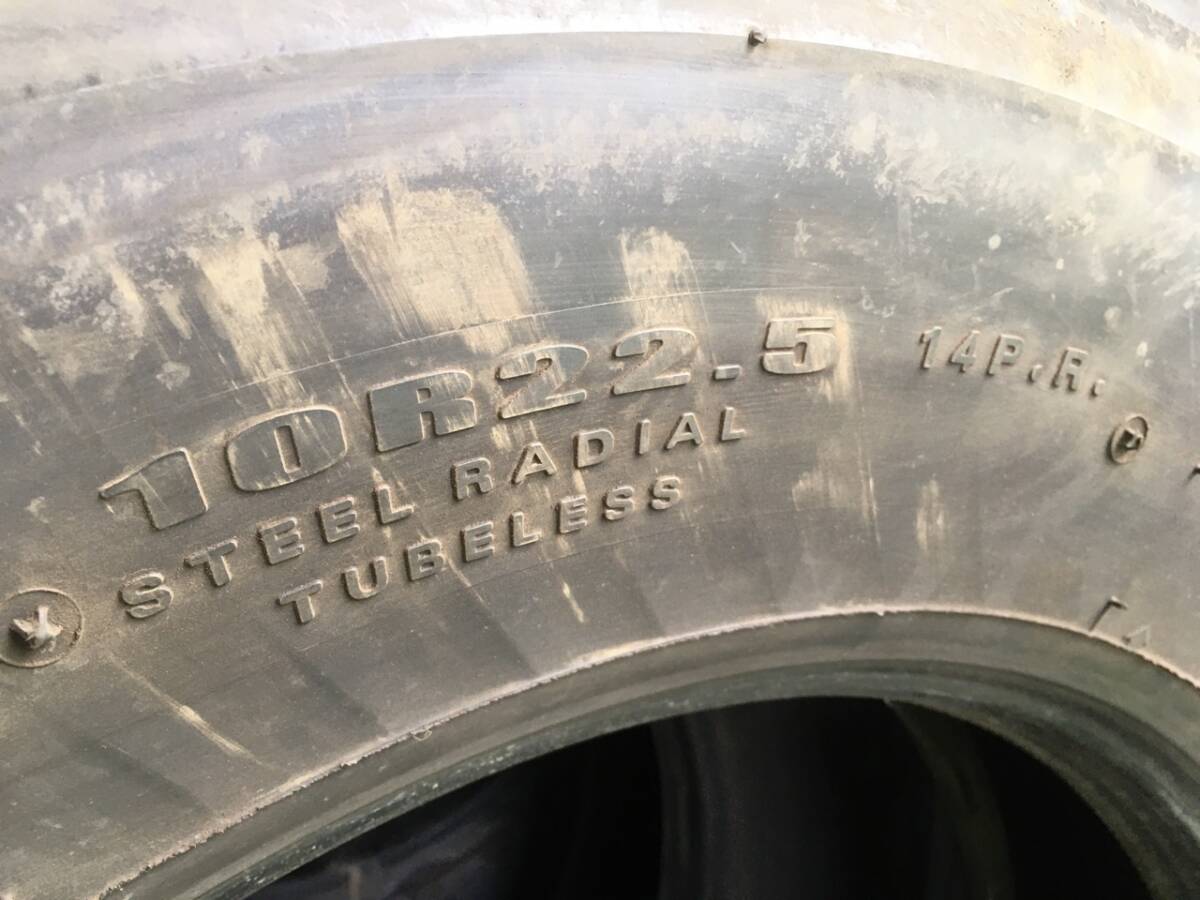 10R22.5 14P.R.
STEEL RADIAL
TUBELESS